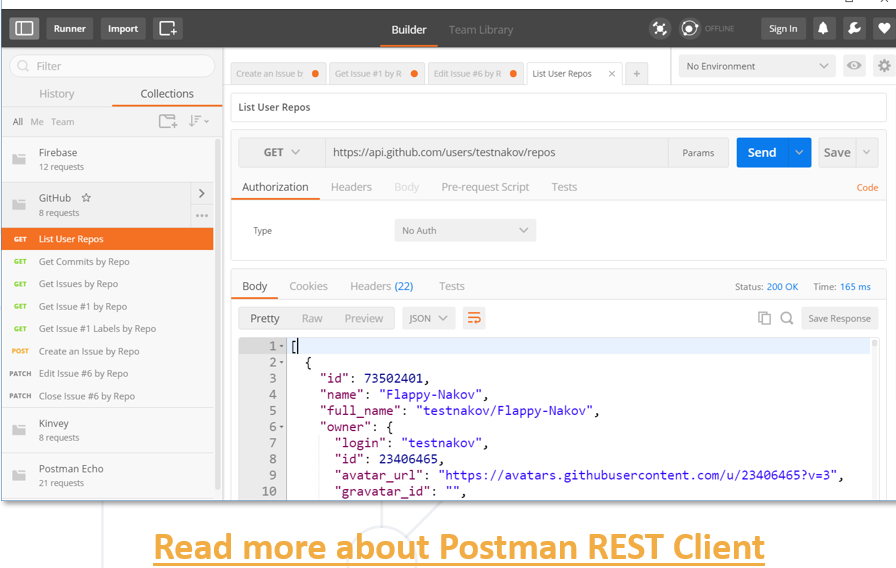 Runner Import Builder Team Library OFFLINE Sign In
Filter
History Collections
All Me Team
Firebase
12 requests
GitHub
8 requests
GET List User Repos
GET Get Commits by Repo
GET Get Issues by Repo
GET Get Issue #1 by Repo
GET Get Issue #1 Labels by Repo
POST Create an Issue by Repo
PATCH Edit Issue #6 by Repo
PATCH Close Issue #6 by Repo
Kinvey
8 requests
Postman Echo
21 requests
Create an Issue b Get Issue #1 by R Edit Issue #6 by R List User Repos × + No Environment
List User Repos
GET https://api.github.com/users/testnakov/repos Params Send Save
Authorization Headers Body Pre-request Script Tests Code
Type No Auth
Body Cookies Headers (22) Tests Status: 200 OK Time: 165 ms
Pretty Raw Preview JSON Save Response
1 [
2 {
3 "id": 73502401,
4 "name": "Flappy-Nakov",
5 "full_name": "testnakov/Flappy-Nakov",
6 "owner": {
7 "login": "testnakov",
8 "id": 23406465,
9 "avatar_url": "https://avatars.githubusercontent.com/u/23406465?v=3",
10 "gravatar_id": "",
Read more about Postman REST Client